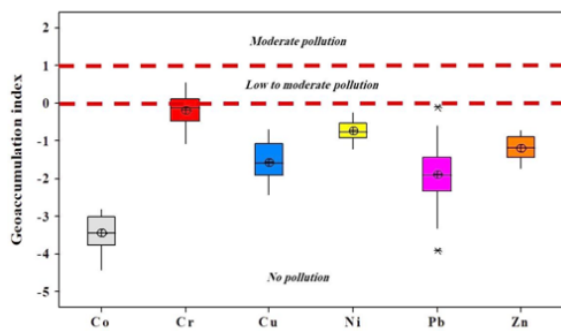 Geoaccumulation index
2
Moderate pollution
1
Low to moderate pollution
0
-1
-2
-3
-4
No pollution
-5
Co Cr Cu Ni Pb Zn